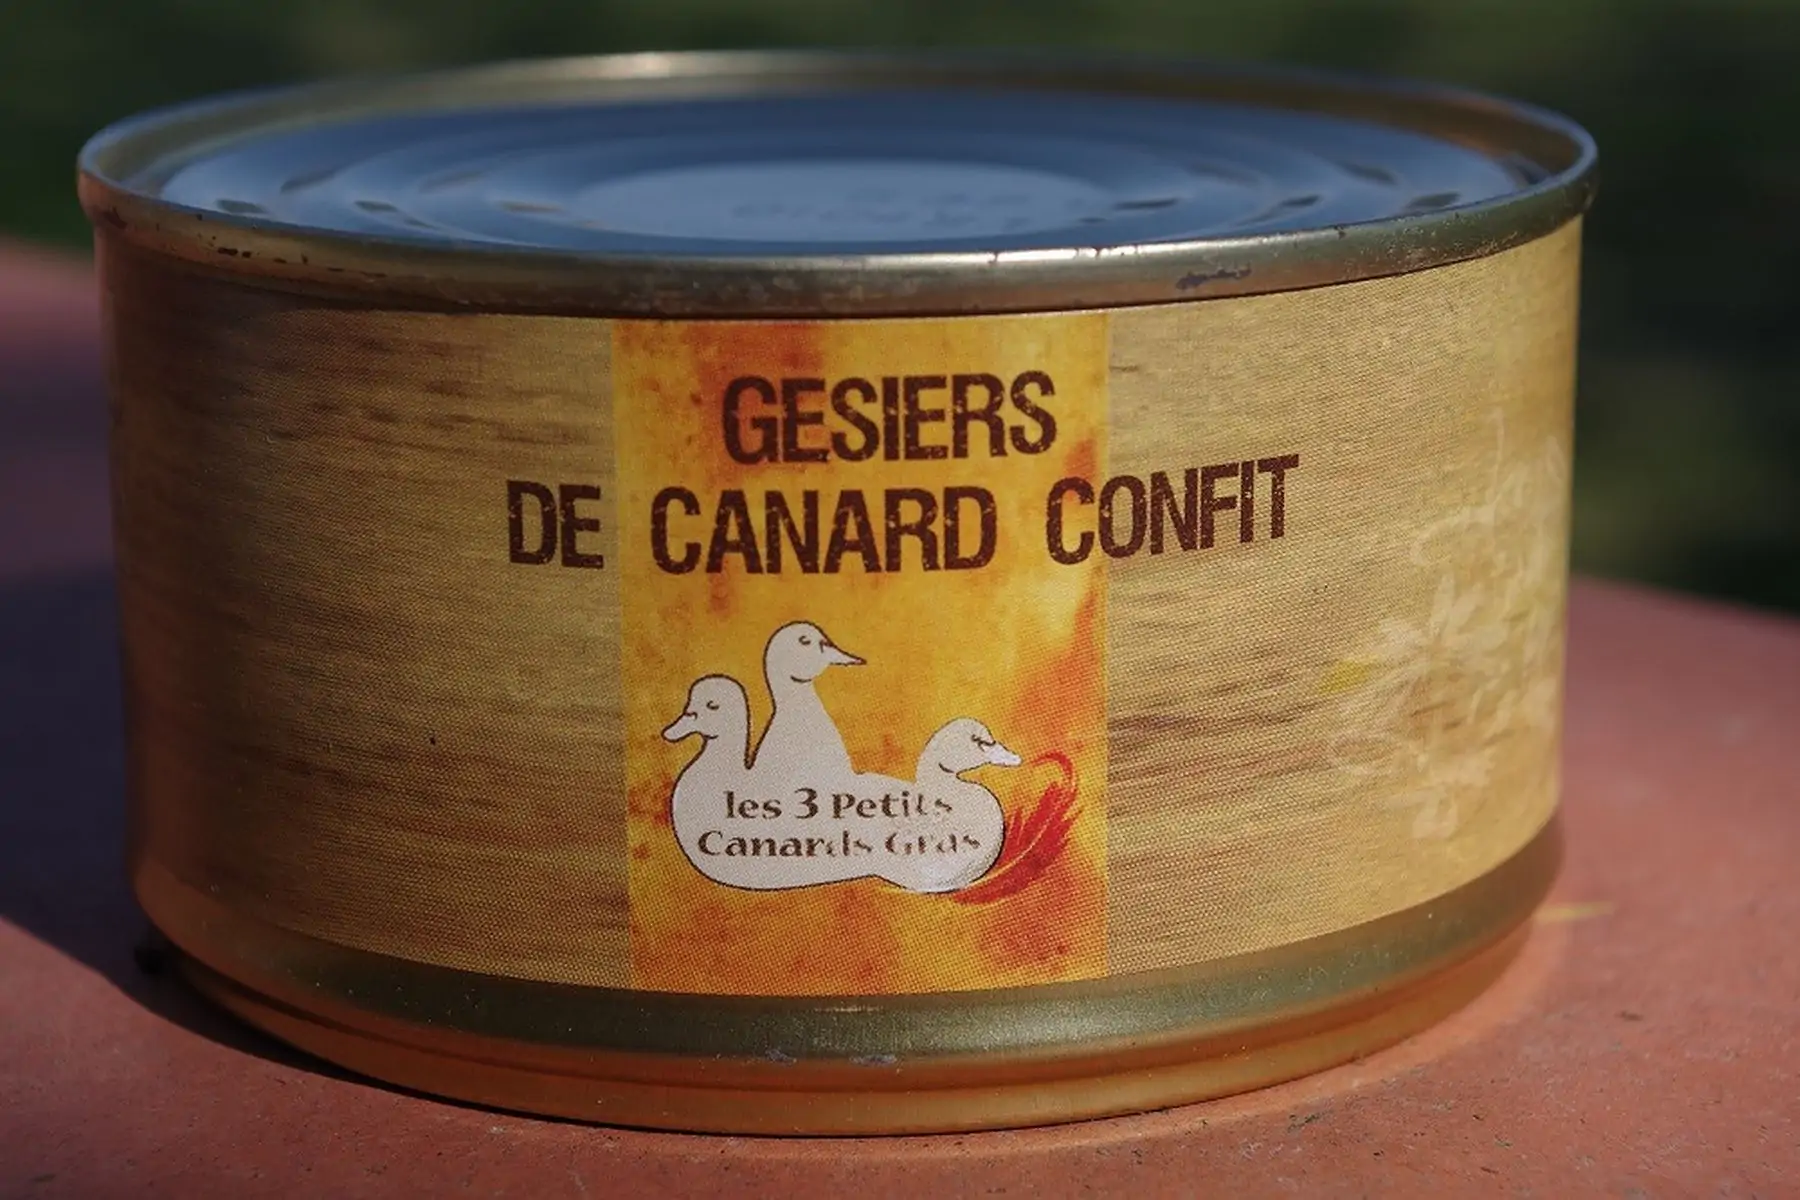 GESIERS
DE CANARD CONFIT
les 3 Petits
Canards Gras